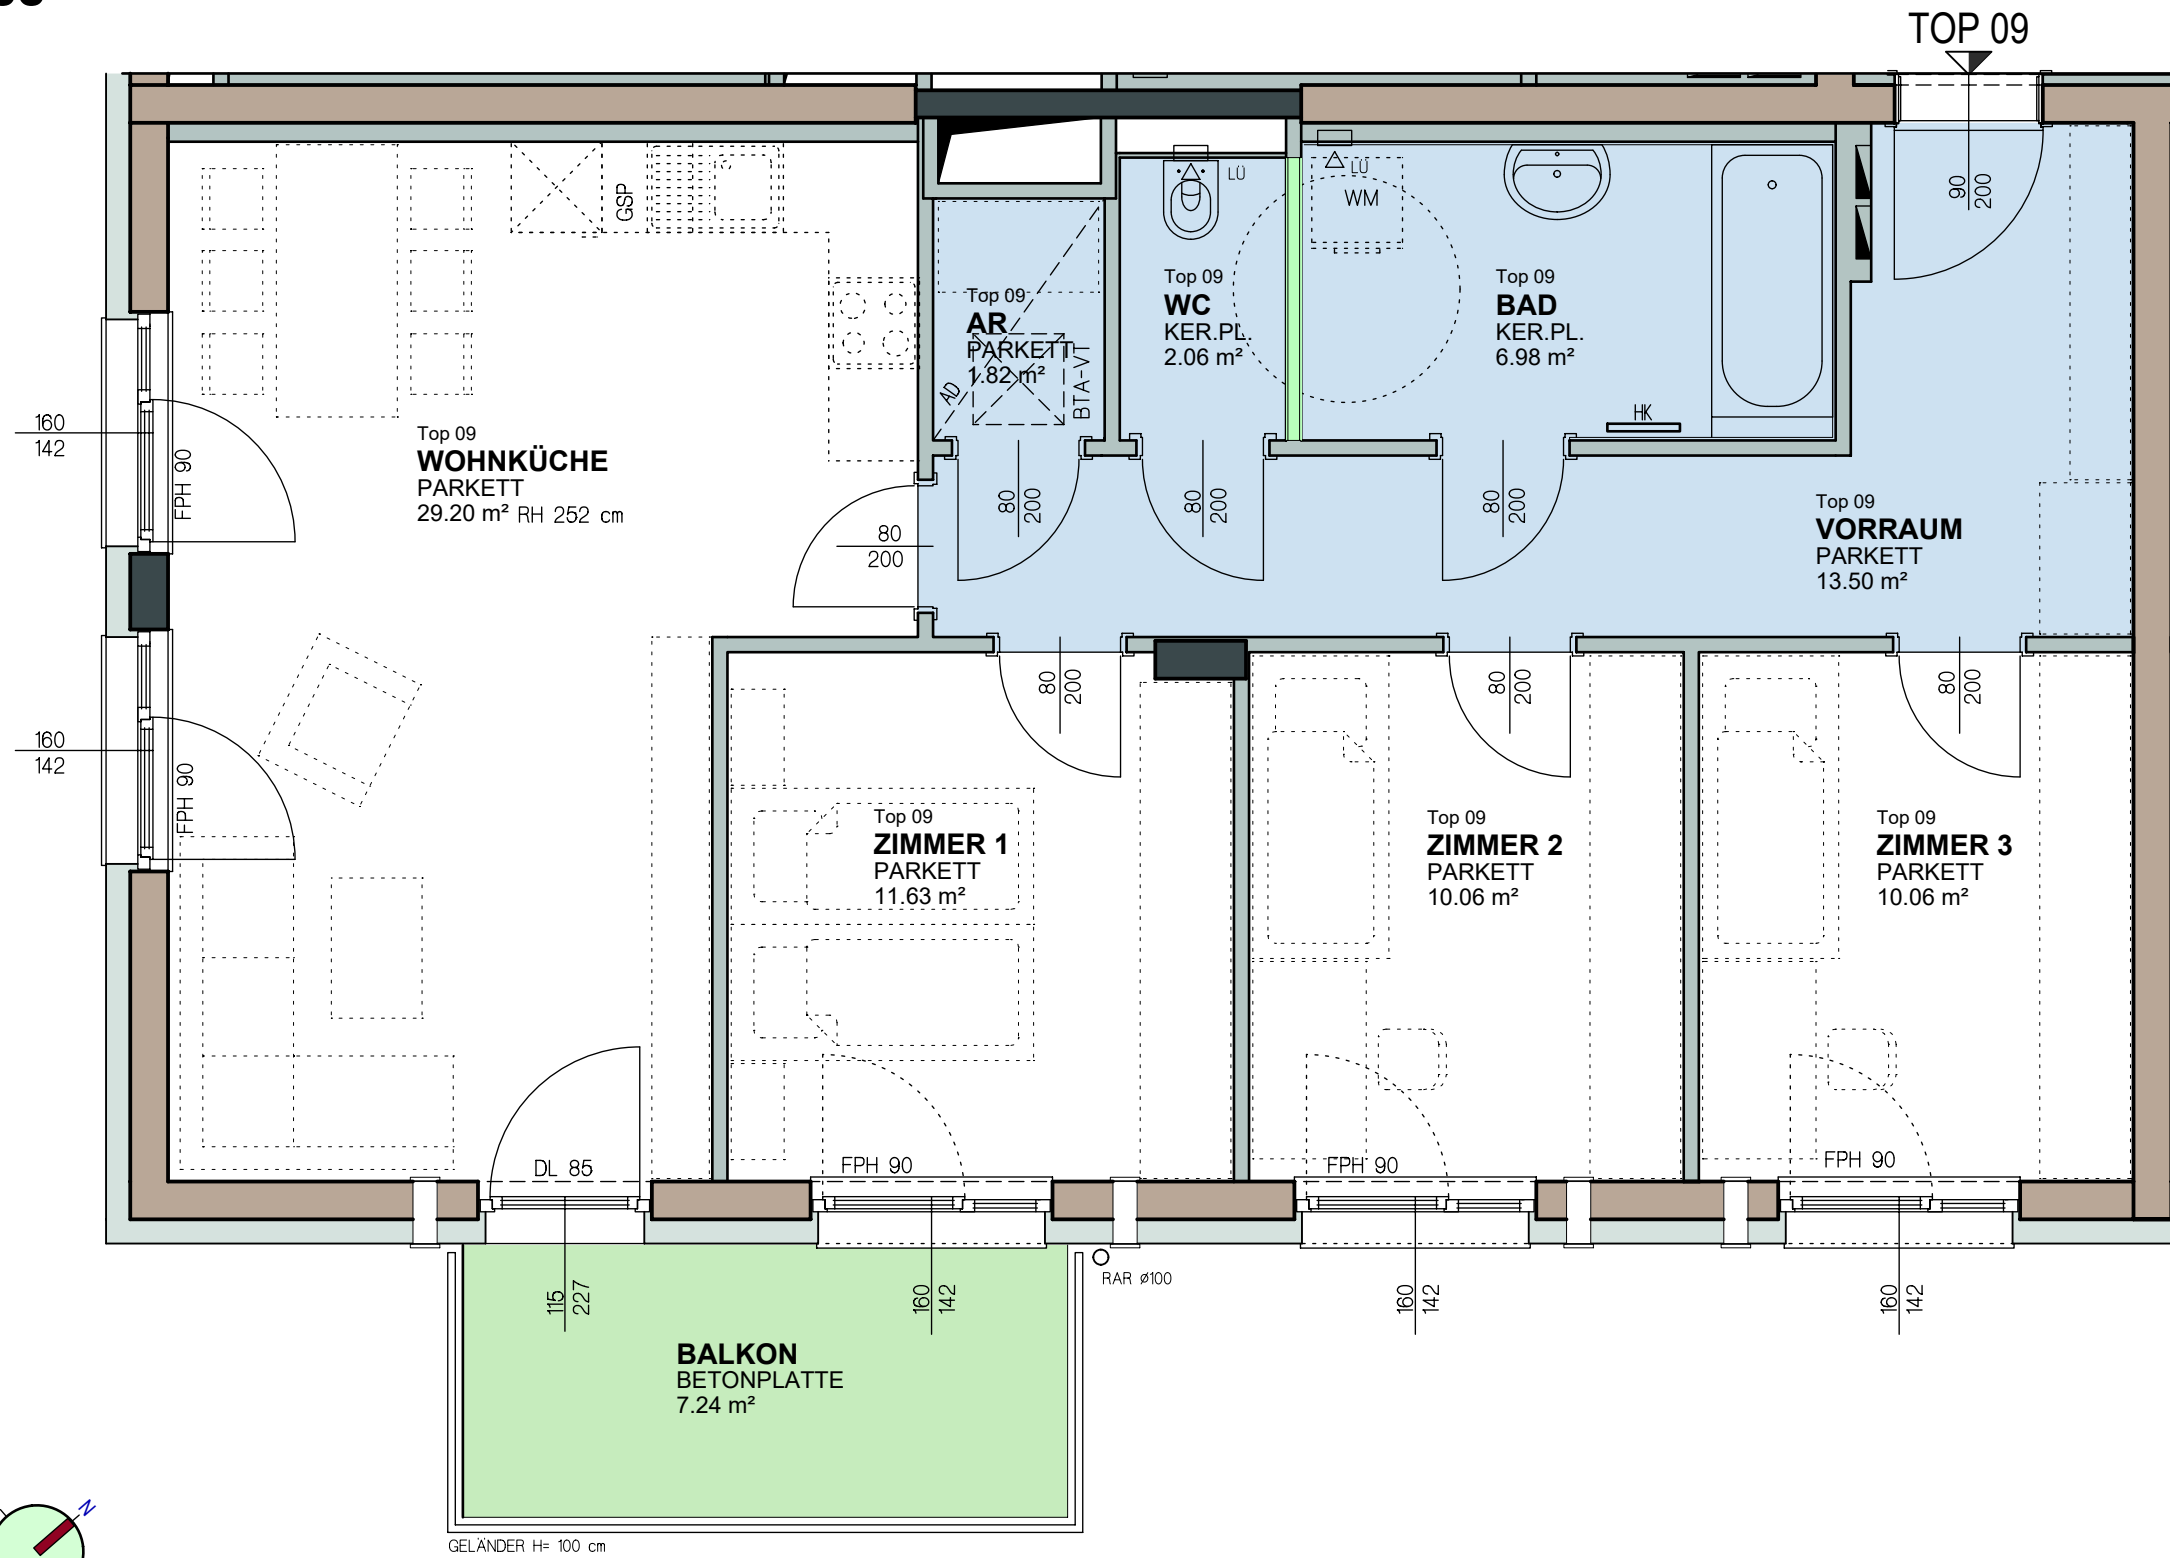 TOP 09
90
200
GSP
LÜ
LÜ
WM
Top 09
AR
PARKETT
1.82 m²
AD
BTA-VT
Top 09
WC
KER.PL.
2.06 m²
Top 09
BAD
KER.PL.
6.98 m²
HK
160
142
FPH 90
Top 09
WOHNKÜCHE
PARKETT
29.20 m² RH 252 cm
80
200
80
200
80
200
80
200
Top 09
VORRAUM
PARKETT
13.50 m²
80
200
80
200
80
200
160
142
FPH 90
Top 09
ZIMMER 1
PARKETT
11.63 m²
Top 09
ZIMMER 2
PARKETT
10.06 m²
Top 09
ZIMMER 3
PARKETT
10.06 m²
DL 85
FPH 90
FPH 90
FPH 90
115
227
160
142
RAR ø100
160
142
160
142
BALKON
BETONPLATTE
7.24 m²
N
GELÄNDER H= 100 cm